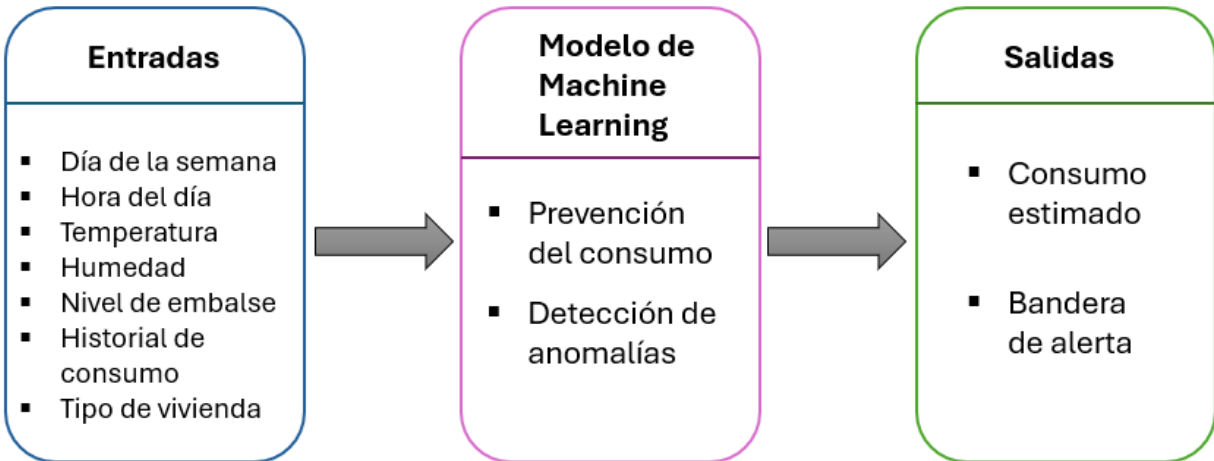 Entradas
▪ Día de la semana
▪ Hora del día
▪ Temperatura
▪ Humedad
▪ Nivel de embalse
▪ Historial de
consumo
▪ Tipo de vivienda
Modelo de
Machine
Learning
▪ Prevención
del consumo
▪ Detección de
anomalías
Salidas
▪ Consumo
estimado
▪ Bandera
de alerta